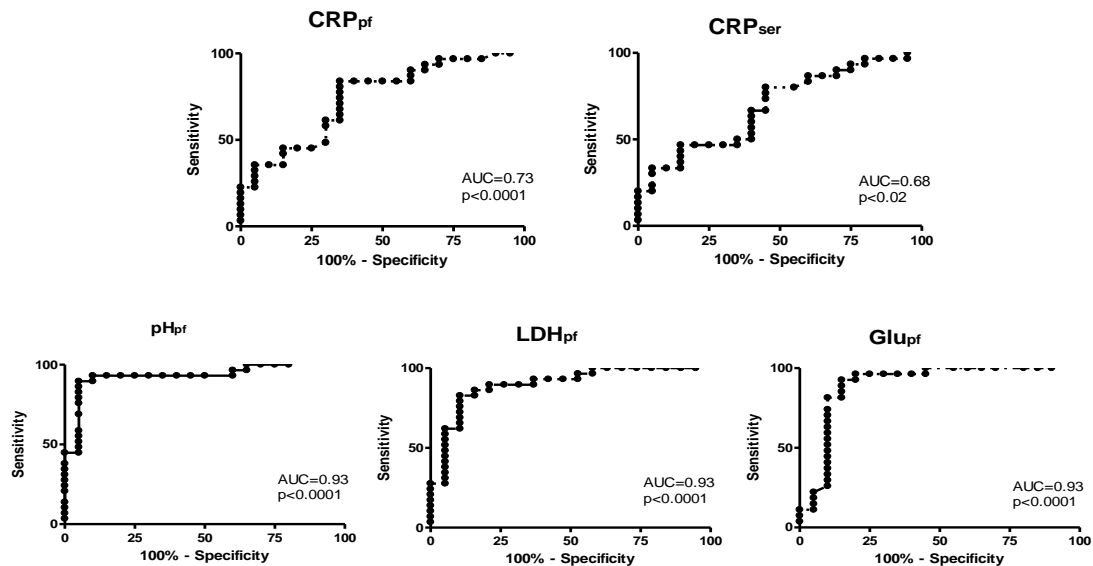 CRPpf
100
50
0
Sensitivity
0 25 50 75 100
100% - Specificity
AUC=0.73
p<0.0001
CRPser
100
50
0
Sensitivity
0 25 50 75 100
100% - Specificity
AUC=0.68
p<0.02
pHpf
100
50
0
Sensitivity
0 25 50 75 100
100% - Specificity
AUC=0.93
p<0.0001
LDHpf
100
50
0
Sensitivity
0 25 50 75 100
100% - Specificity
AUC=0.93
p<0.0001
Glupf
100
50
0
Sensitivity
0 25 50 75 100
100% - Specificity
AUC=0.93
p<0.0001